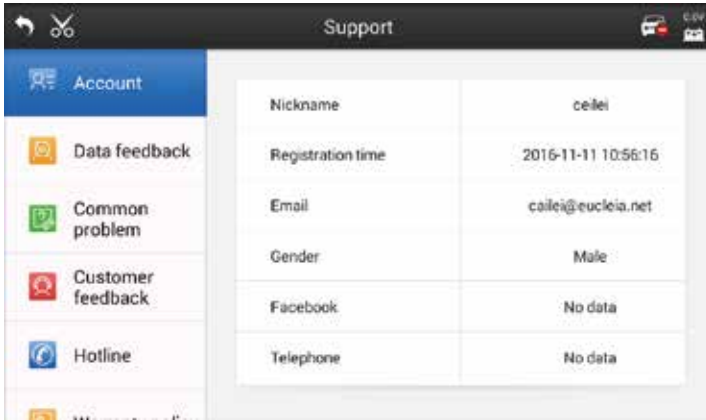 Support
Account
Data feedback
Common
problem
Customer
feedback
Hotline
Nickname ceilei
Registration time 2016-11-11 10:56:16
Email cailei@eucleia.net
Gender Male
Facebook No data
Telephone No data